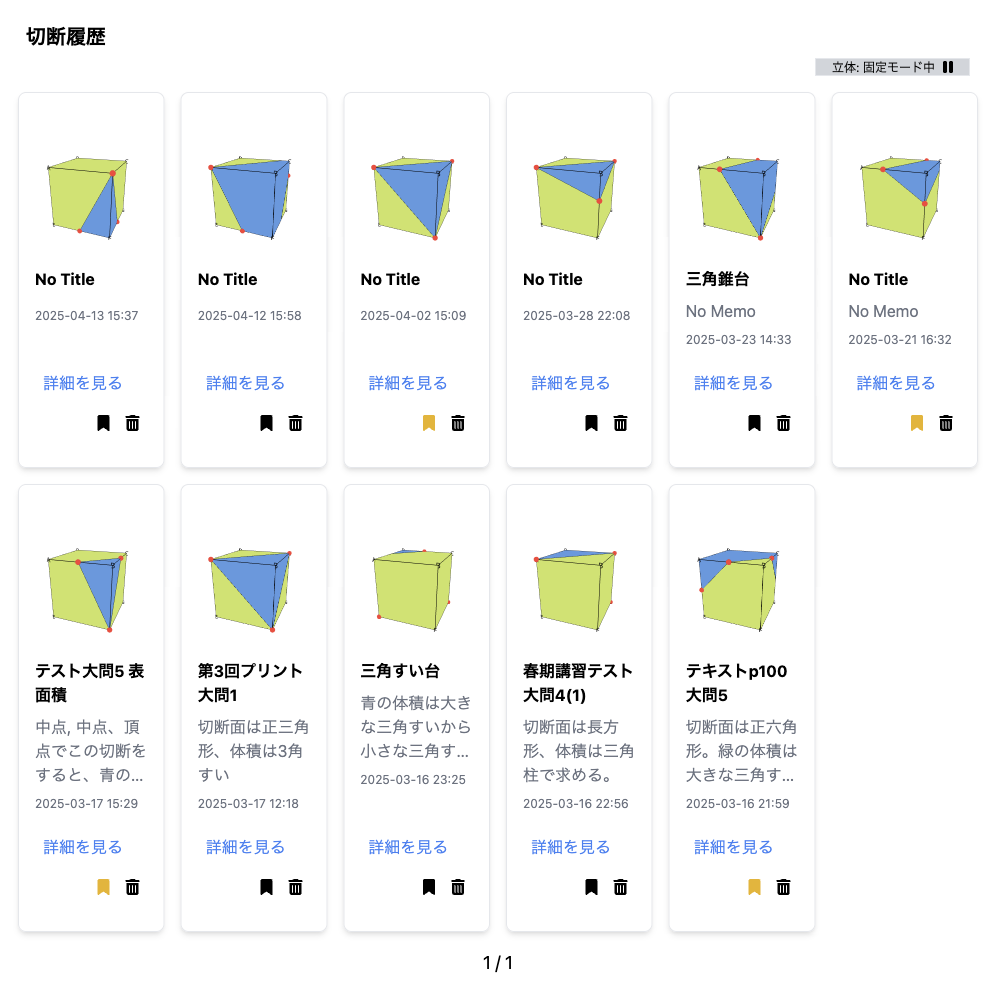 切断履歴
立体: 固定モード中
No Title
2025-04-13 15:37
詳細を見る
No Title
2025-04-12 15:58
詳細を見る
No Title
2025-04-02 15:09
詳細を見る
No Title
2025-03-28 22:08
詳細を見る
三角錐台
No Memo
2025-03-23 14:33
詳細を見る
No Title
No Memo
2025-03-21 16:32
詳細を見る
テスト大問5 表
面積
中点, 中点、頂
点でこの切断を
すると、青の...
2025-03-17 15:29
詳細を見る
第3回プリント
大問1
切断面は正三角
形、体積は3角
すい
2025-03-17 12:18
詳細を見る
三角すい台
青の体積は大き
な三角すいから
小さな三角す...
2025-03-16 23:25
詳細を見る
春期講習テスト
大問4(1)
切断面は長方
形、体積は三角
柱で求める。
2025-03-16 22:56
詳細を見る
テキストp100
大問5
切断面は正六角
形。緑の体積は
大きな三角す...
2025-03-16 21:59
詳細を見る
1 / 1